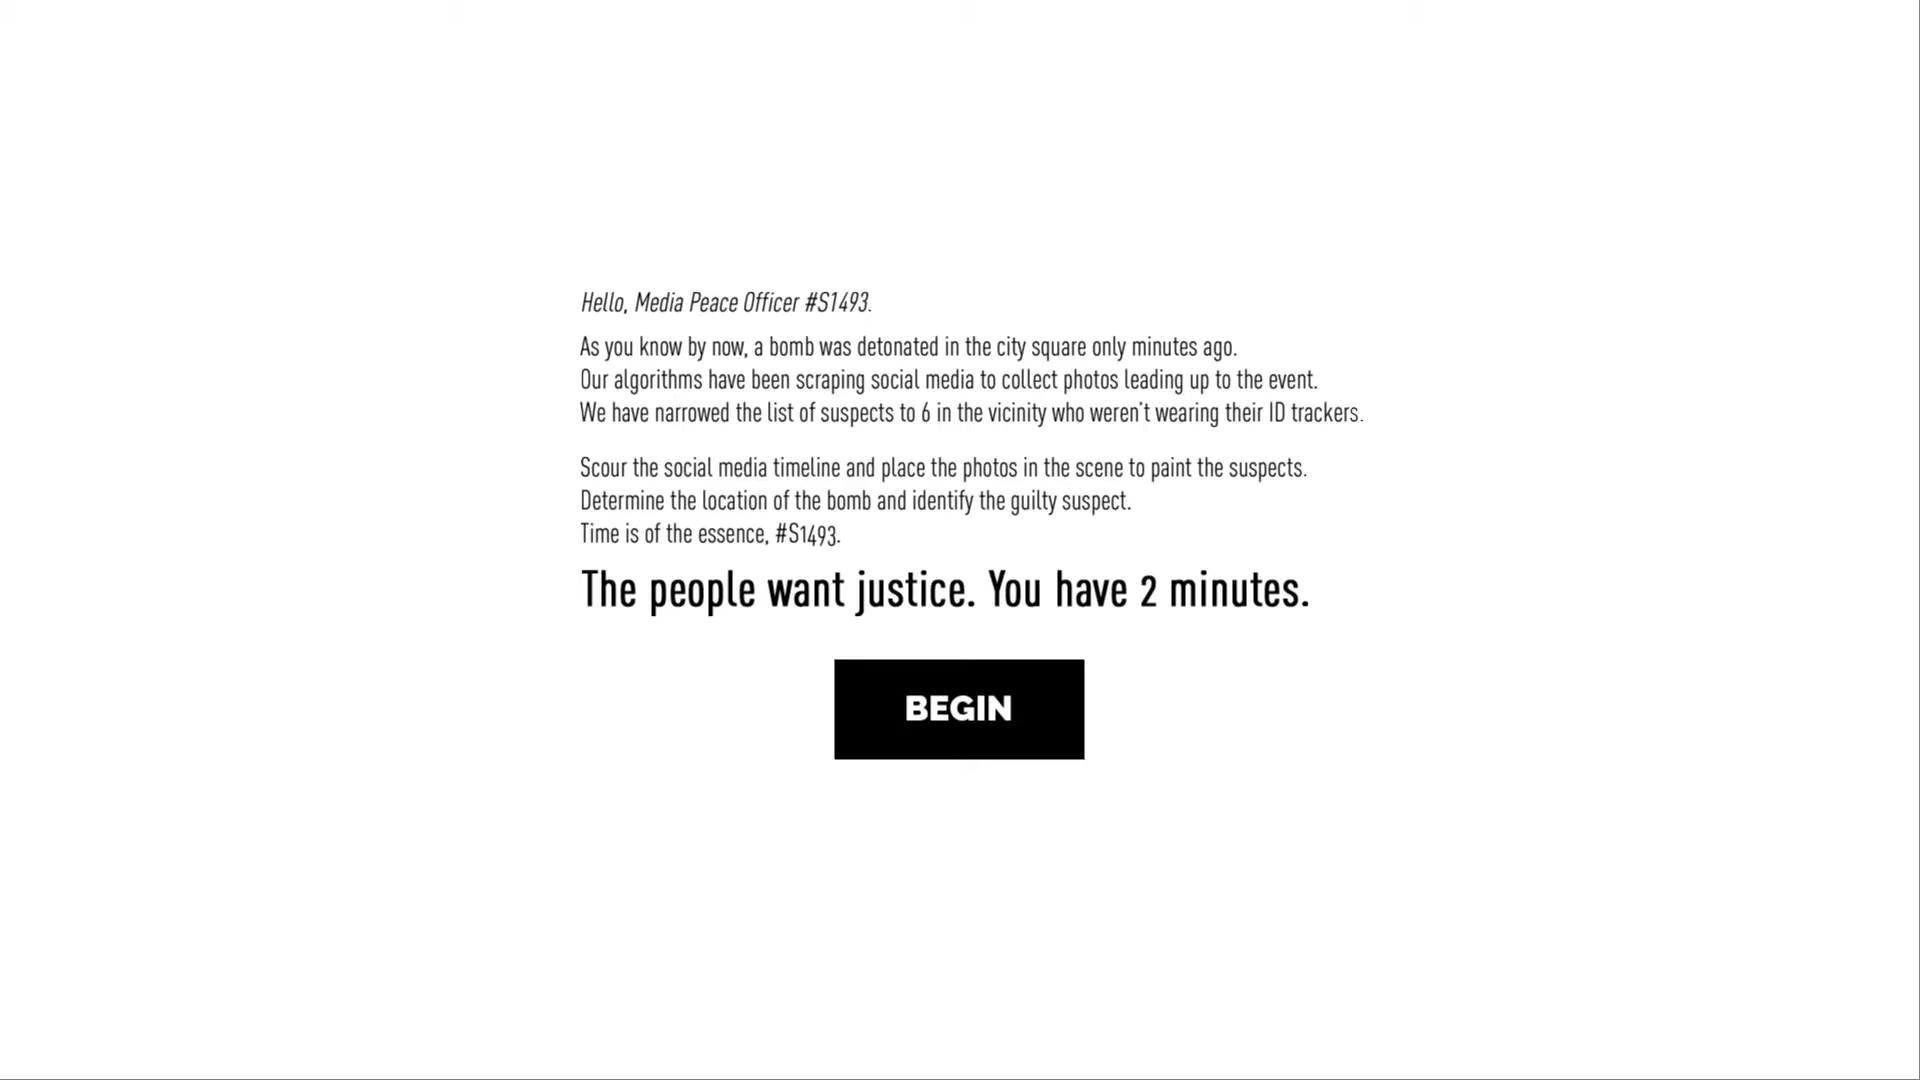 Hello, Media Peace Officer #S1493.
As you know by now, a bomb was detonated in the city square only minutes ago.
Our algorithms have been scraping social media to collect photos leading up to the event.
We have narrowed the list of suspects to 6 in the vicinity who weren't wearing their ID trackers.
Scour the social media timeline and place the photos in the scene to paint the suspects.
Determine the location of the bomb and identify the guilty suspect.
Time is of the essence, #S1493.
The people want justice. You have 2 minutes.
BEGIN